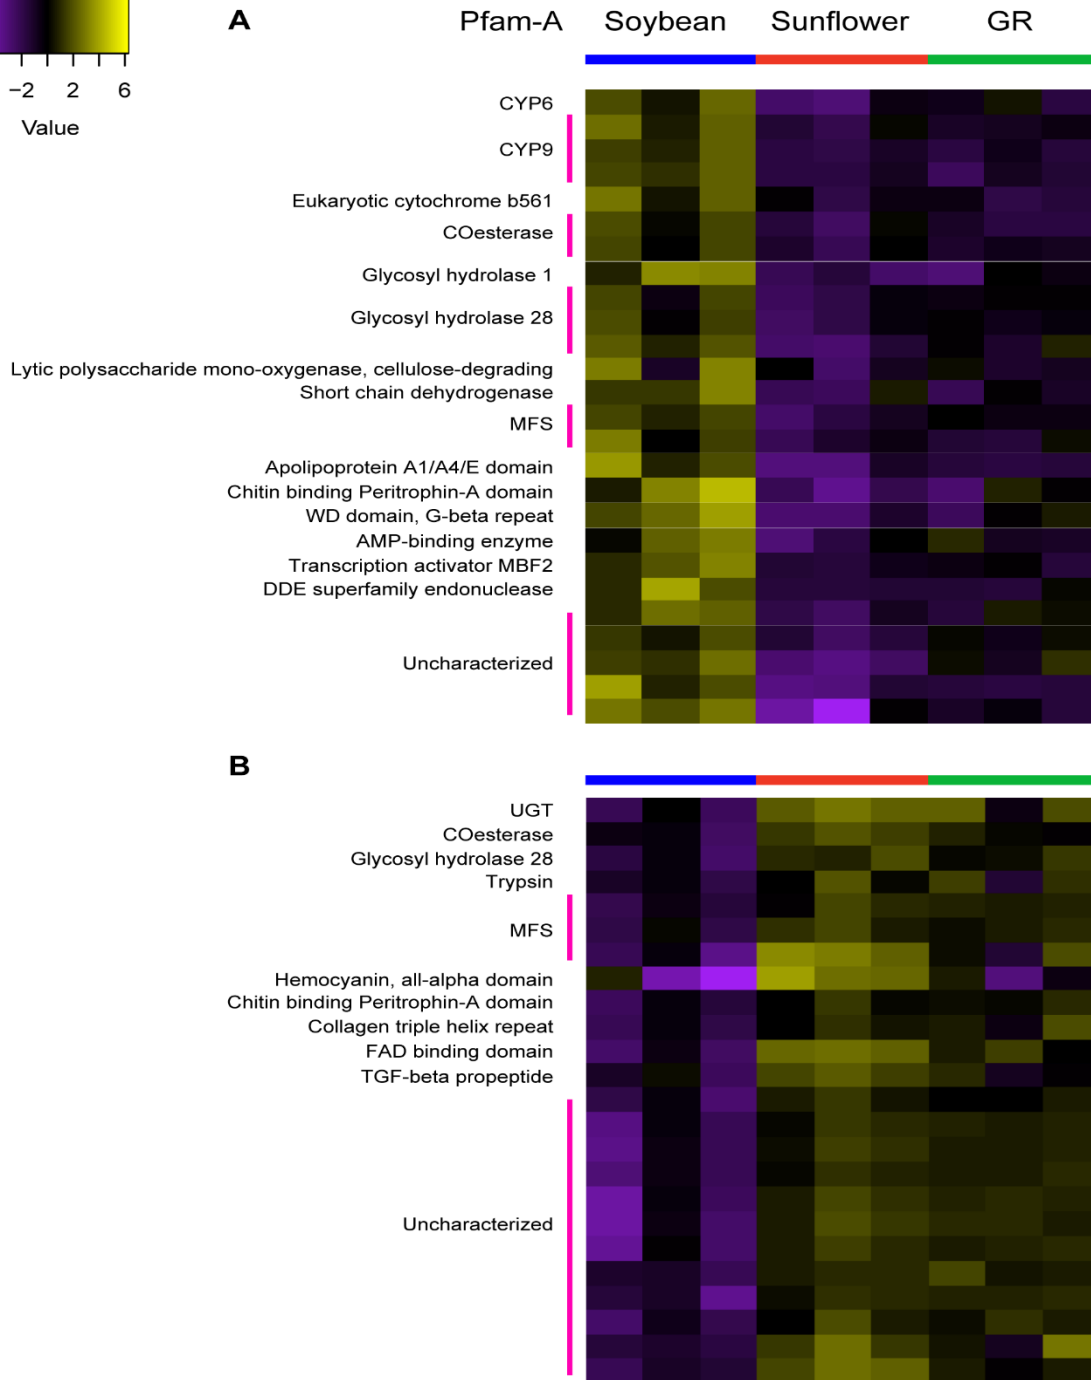 A Pfam-A Soybean Sunflower GR
−2 2 6
Value
CYP6
CYP9
Eukaryotic cytochrome b561
COesterase
Glycosyl hydrolase 1
Glycosyl hydrolase 28
Lytic polysaccharide mono-oxygenase, cellulose-degrading
Short chain dehydrogenase
MFS
Apolipoprotein A1/A4/E domain
Chitin binding Peritrophin-A domain
WD domain, G-beta repeat
AMP-binding enzyme
Transcription activator MBF2
DDE superfamily endonuclease
Uncharacterized
B
UGT
COesterase
Glycosyl hydrolase 28
Trypsin
MFS
Hemocyanin, all-alpha domain
Chitin binding Peritrophin-A domain
Collagen triple helix repeat
FAD binding domain
TGF-beta propeptide
Uncharacterized